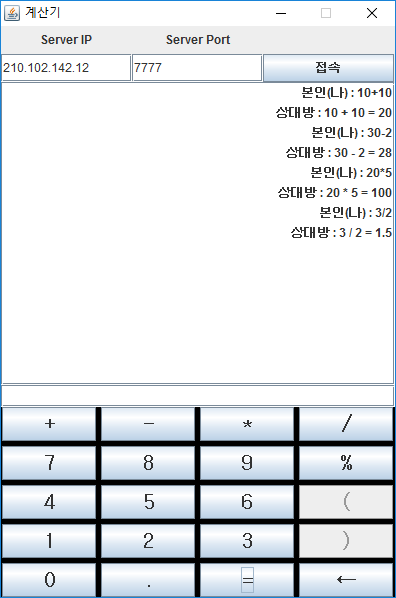 계산기
Server IP Server Port
210.102.142.12 7777 접속
본인(나) : 10+10
상대방 : 10 + 10 = 20
본인(나) : 30-2
상대방 : 30 - 2 = 28
본인(나) : 20*5
상대방 : 20 * 5 = 100
본인(나) : 3/2
상대방 : 3 / 2 = 1.5
+ - * /
7 8 9 %
4 5 6 (
1 2 3 )
0 . = ←